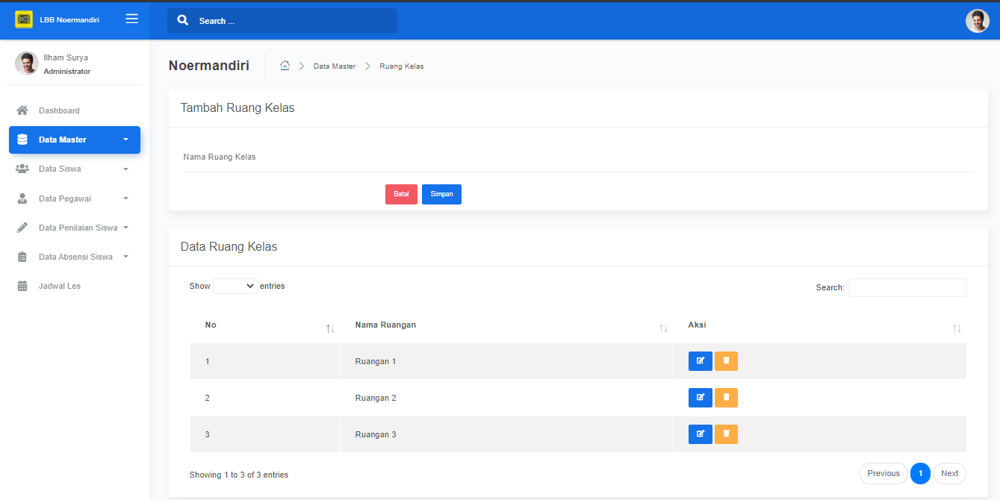 LBB Noermandiri
Search ...
Ilham Surya
Administrator
Dashboard
Data Master
Data Siswa
Data Pegawai
Data Penilaian Siswa
Data Absensi Siswa
Jadwal Les
Noermandiri
Data Master
Ruang Kelas
Tambah Ruang Kelas
Nama Ruang Kelas
Batal Simpan
Data Ruang Kelas
Show entries Search:
No Nama Ruangan Aksi
1 Ruangan 1
2 Ruangan 2
3 Ruangan 3
Showing 1 to 3 of 3 entries
Previous 1 Next